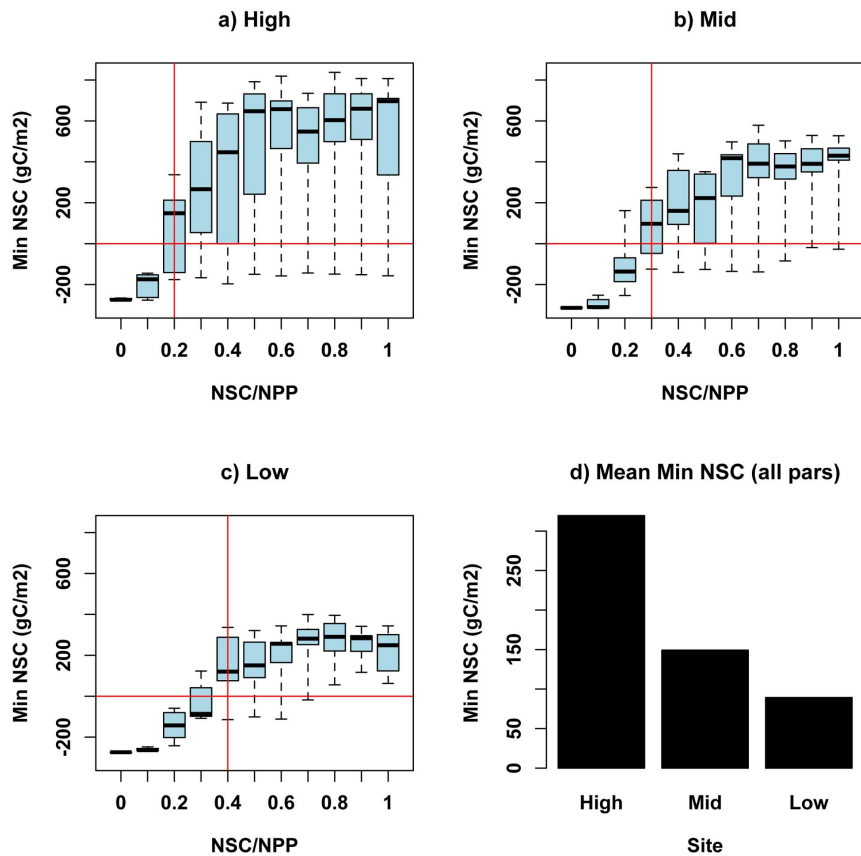 a) High
Min NSC (gC/m2)
600
200
-200
0 0.2 0.4 0.6 0.8 1
NSC/NPP
b) Mid
Min NSC (gC/m2)
600
200
-200
0 0.2 0.4 0.6 0.8 1
NSC/NPP
c) Low
Min NSC (gC/m2)
600
200
-200
0 0.2 0.4 0.6 0.8 1
NSC/NPP
d) Mean Min NSC (all pars)
Min NSC (gC/m2)
250
150
50
0
High Mid Low
Site